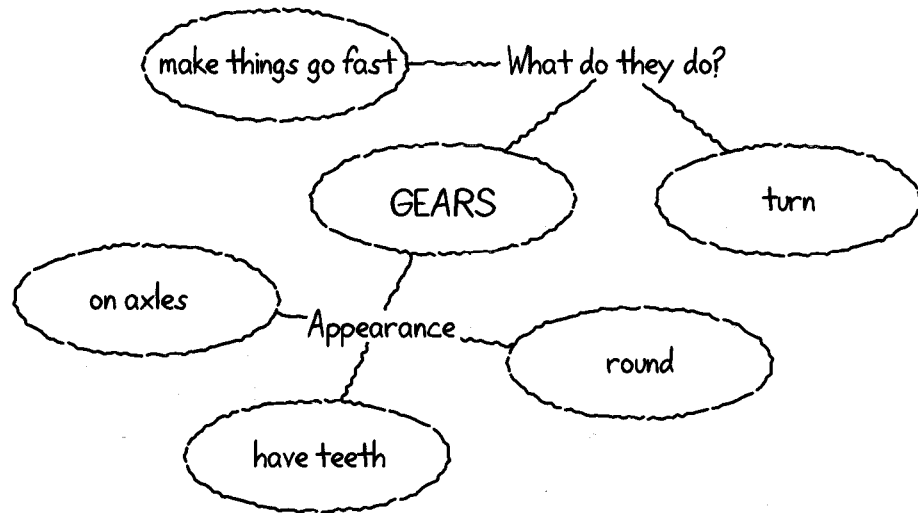 make things go fast
What do they do?
GEARS
turn
on axles
Appearance
round
have teeth